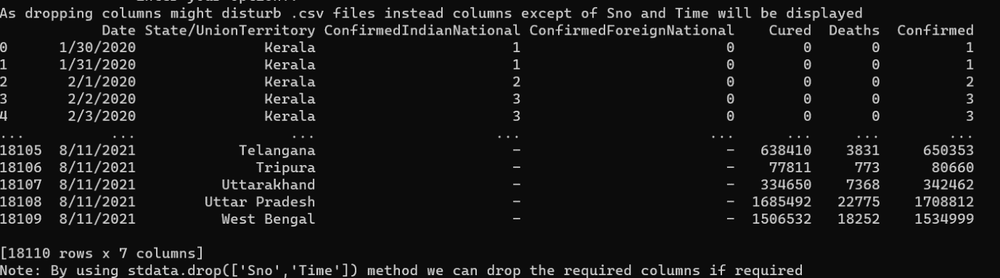 As dropping columns might disturb .csv files instead columns except of Sno and Time will be displayed
Date State/UnionTerritory ConfirmedIndianNational ConfirmedForeignNational Cured Deaths Confirmed
0 1/30/2020 Kerala 1 0 0 0 1
1 1/31/2020 Kerala 1 0 0 0 1
2 2/1/2020 Kerala 2 0 0 0 2
3 2/2/2020 Kerala 3 0 0 0 3
4 2/3/2020 Kerala 3 0 0 0 3
... ... ... ... ... ... ... ...
18105 8/11/2021 Telangana - - 638410 3831 650353
18106 8/11/2021 Tripura - - 77811 773 80660
18107 8/11/2021 Uttarakhand - - 334650 7368 342462
18108 8/11/2021 Uttar Pradesh - - 1685492 22775 1708812
18109 8/11/2021 West Bengal - - 1506532 18252 1534999
[18110 rows x 7 columns]
Note: By using stdata.drop(['Sno','Time']) method we can drop the required columns if required